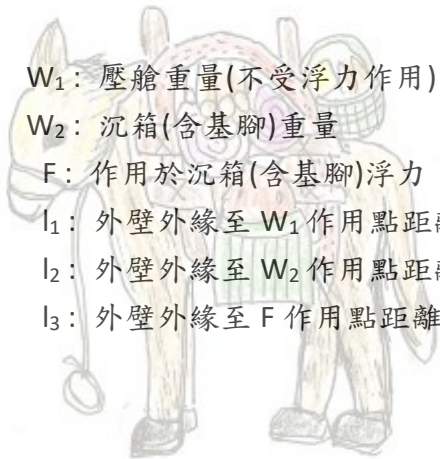 W₁: 壓艙重量(不受浮力作用)
W₂: 沉箱(含基腳)重量
F: 作用於沉箱(含基腳)浮力
l₁: 外壁外緣至 W₁ 作用點距離
l₂: 外壁外緣至 W₂ 作用點距離
l₃: 外壁外緣至 F 作用點距離